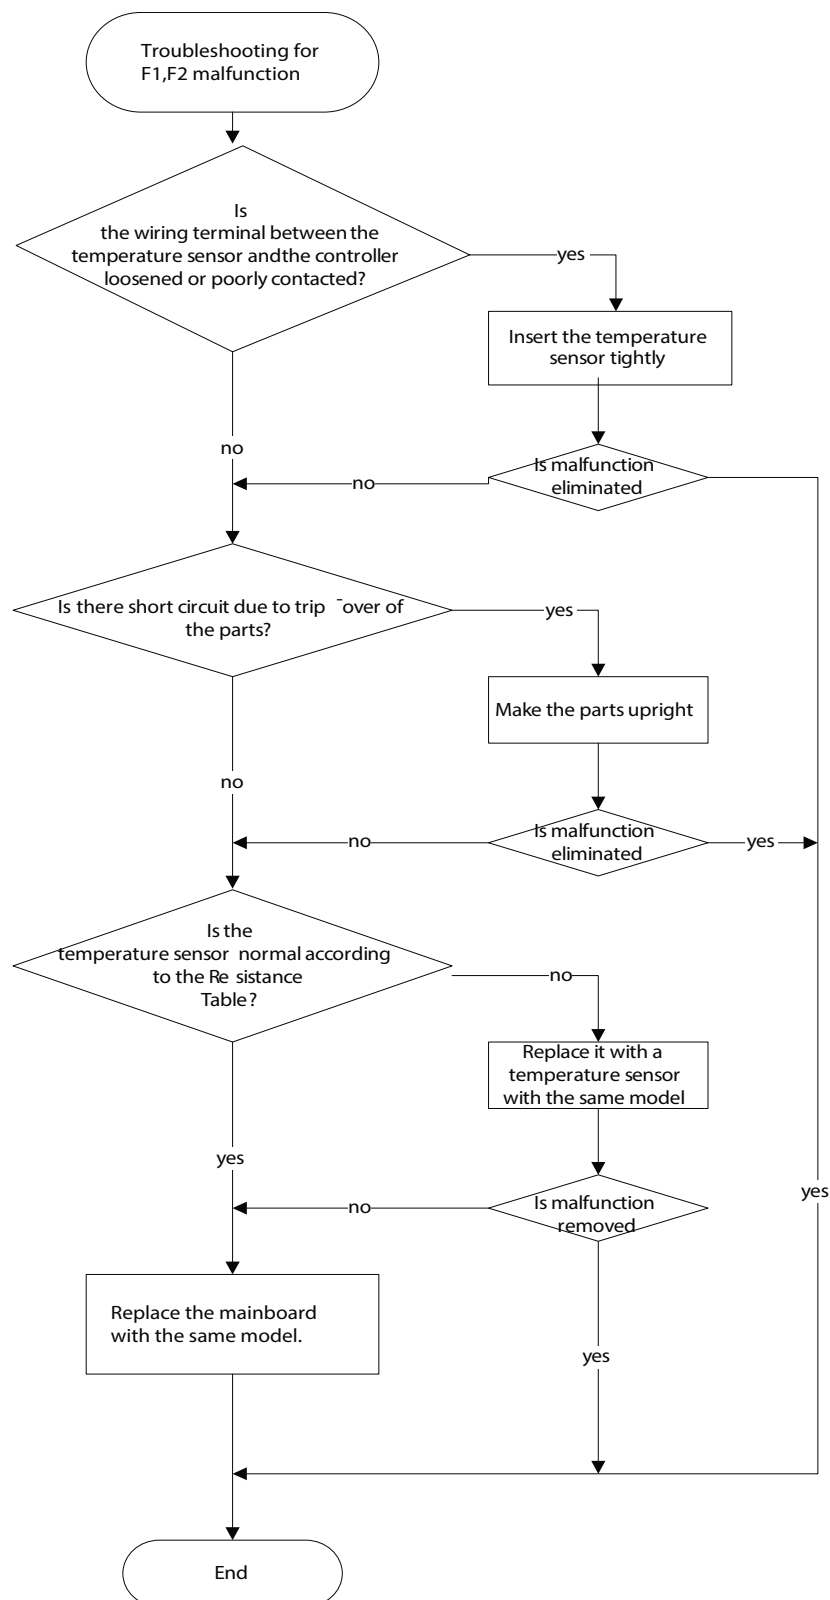 Troubleshooting for
F1,F2 malfunction
Is
the wiring terminal between the
temperature sensor andthe controller
loosened or poorly contacted?
yes
Insert the temperature
sensor tightly
no
Is malfunction
eliminated
no
Is there short circuit due to trip ‾over of
the parts?
yes
Make the parts upright
no
Is malfunction
eliminated
no
yes
Is the
temperature sensor normal according
to the Re sistance
Table?
no
Replace it with a
temperature sensor
with the same model
yes
yes
Is malfunction
removed
no
Replace the mainboard
with the same model.
yes
End